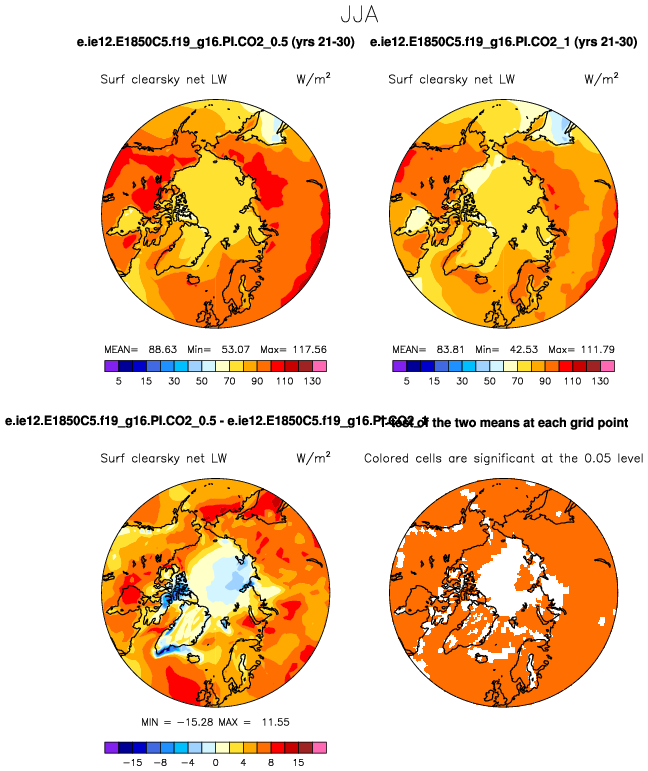 JJA
e.ie12.E1850C5.f19_g16.PI.CO2_0.5 (yrs 21-30)
e.ie12.E1850C5.f19_g16.PI.CO2_1 (yrs 21-30)
Surf clearsky net LW W/m²
Surf clearsky net LW W/m²
MEAN= 88.63 Min= 53.07 Max= 117.56
MEAN= 83.81 Min= 42.53 Max= 111.79
5 15 30 50 70 90 110 130
5 15 30 50 70 90 110 130
e.ie12.E1850C5.f19_g16.PI.CO2_0.5 - e.ie12.E1850C5.f19_g16.PI.CO2_1
T-test of the two means at each grid point
Surf clearsky net LW W/m²
Colored cells are significant at the 0.05 level
MIN = −15.28 MAX = 11.55
−15 −8 −4 0 4 8 15